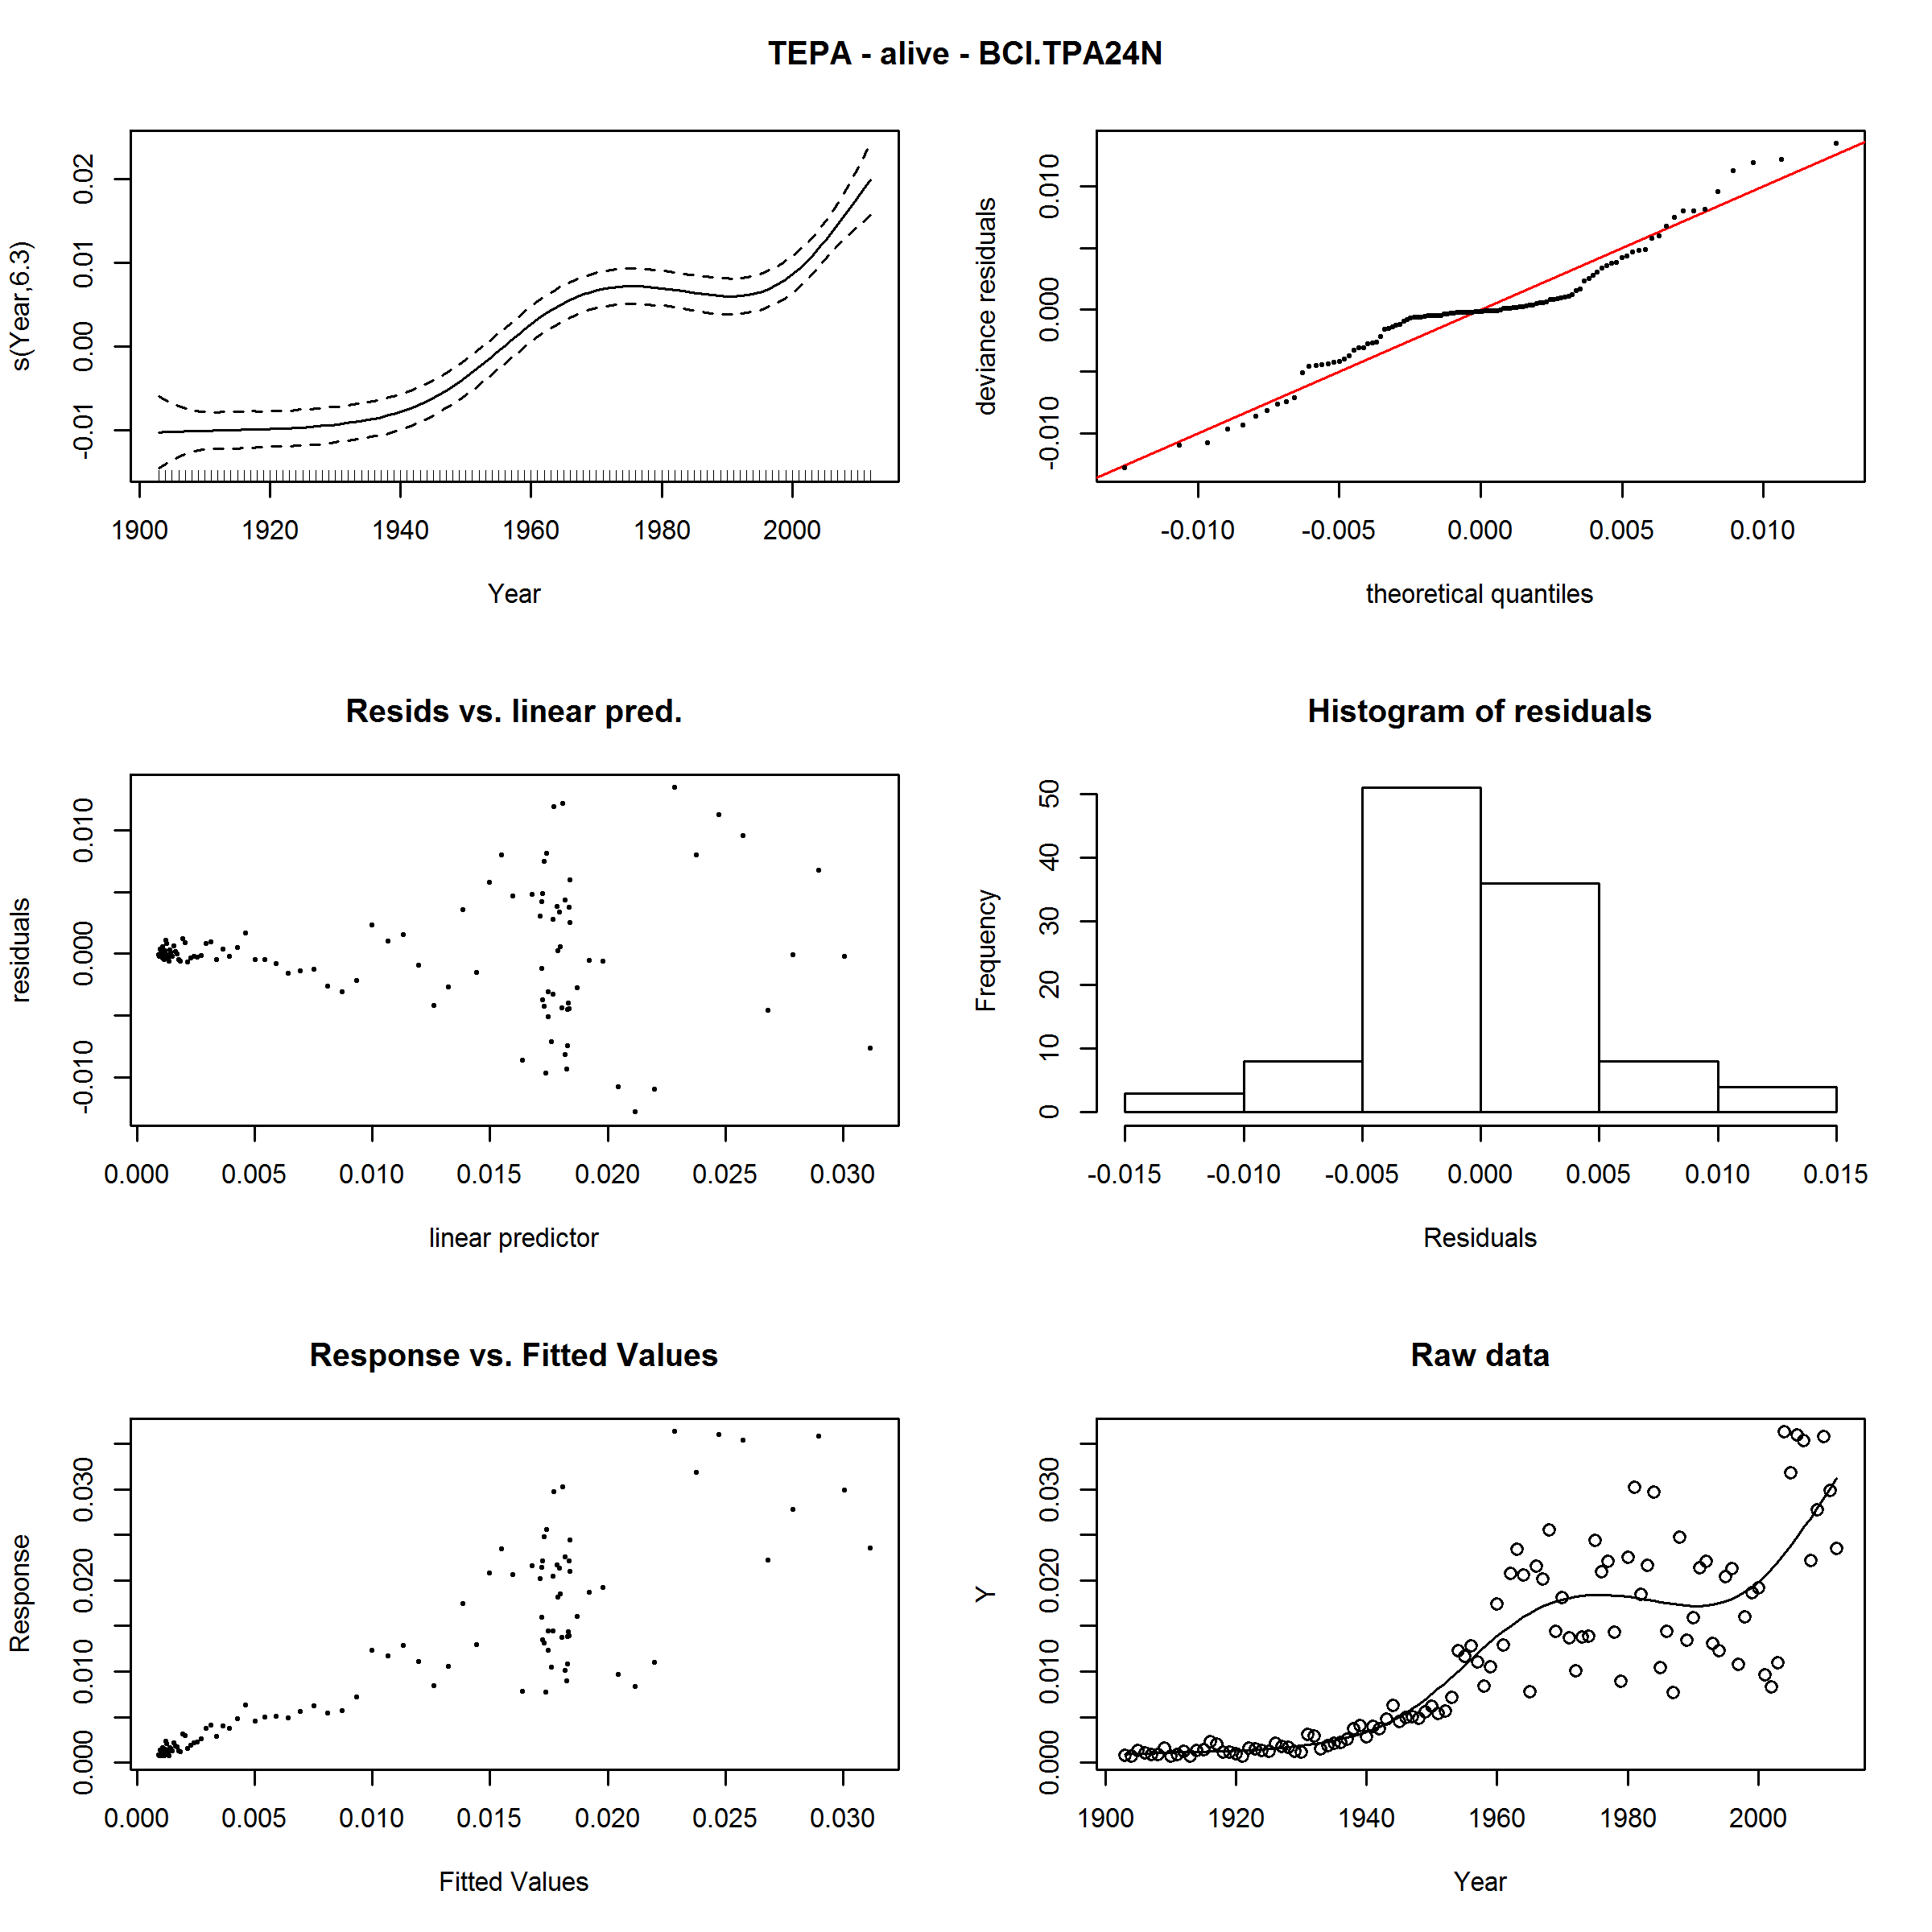 TEPA - alive - BCI.TPA24N
s(Year,6.3)
0.02
0.01
0.00
-0.01
1900 1920 1940 1960 1980 2000
Year
deviance residuals
0.010
0.000
-0.010
-0.010 -0.005 0.000 0.005 0.010
theoretical quantiles
Resids vs. linear pred.
residuals
0.010
0.000
-0.010
0.000 0.005 0.010 0.015 0.020 0.025 0.030
linear predictor
Histogram of residuals
Frequency
50
40
30
20
10
0
-0.015 -0.010 -0.005 0.000 0.005 0.010 0.015
Residuals
Response vs. Fitted Values
Response
0.030
0.020
0.010
0.000
0.000 0.005 0.010 0.015 0.020 0.025 0.030
Fitted Values
Raw data
Y
0.030
0.020
0.010
0.000
1900 1920 1940 1960 1980 2000
Year